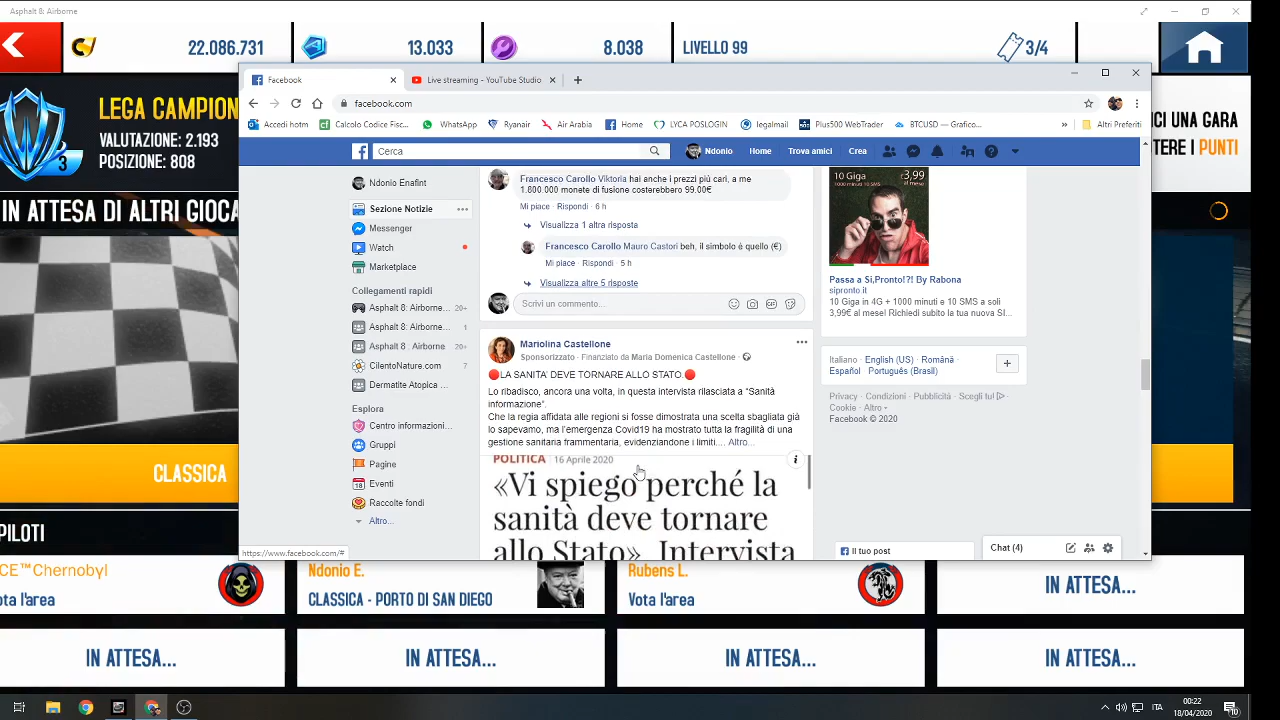 Asphalt 8: Airborne
22.086.731
13.033
8.038
LIVELLO 99
3/4
LEGA CAMPION
VALUTAZIONE: 2.193
POSIZIONE: 808
3
IN ATTESA DI ALTRI GIOCA
CI UNA GARA
TERE I PUNTI
Facebook
Live streaming - YouTube Studio
facebook.com
Accedi hotm
Calcolo Codice Fisc...
WhatsApp
Ryanair
Air Arabia
Home
LYCA POSLOGIN
legalmail
Plus500 WebTrader
BTCUSD — Grafico...
»
Altri Preferiti
Cerca
Ndonio
Home
Trova amici
Crea
Ndonio Enafint
Sezione Notizie
Messenger
Watch
Marketplace
Collegamenti rapidi
Asphalt 8: Airborne... 20+
Asphalt 8: Airborne... 1
Asphalt 8 : Airborne 20+
CilentoNature.com 7
Dermatite Atopica ...
Esplora
Centro informazioni...
Gruppi
Pagine
18 Eventi
Raccolte fondi
Altro...
https://www.facebook.com/#
Francesco Carollo Viktoria hai anche i prezzi più cari, a me
1.800.000 monete di fusione costerebbero 99.00€
Mi piace · Rispondi · 6 h
Visualizza 1 altra risposta
Francesco Carollo Mauro Castori beh, il simbolo è quello (€)
Mi piace · Rispondi · 5 h
Visualizza altre 5 risposte
Scrivi un commento...
GIF
Mariolina Castellone
Sponsorizzato · Finanziato da Maria Domenica Castellone ·
LA SANITA DEVE TORNARE ALLO STATO.
Lo ribadisco, ancora una volta, in questa intervista rilasciata a "Sanità
informazione".
Che la regia affidata alle regioni si fosse dimostrata una scelta sbagliata già
lo sapevamo, ma l'emergenza Covid19 ha mostrato tutta la fragilità di una
gestione sanitaria frammentaria, evidenziandone i limiti.... Altro...
POLITICA 16 Aprile 2020
«Vi spiego perché la
sanità deve tornare
allo Stato». Intervista
10 Giga €3,99
al mese
Passa a Sì,Pronto!?! By Rabona
sipronto.it
10 Giga in 4G + 1000 minuti e 10 SMS a soli
3,99€ al mese! Richiedi subito la tua nuova SI...
Italiano · English (US) · Română ·
Español · Português (Brasil)
Privacy · Condizioni · Pubblicità · Scegli tu!
Cookie · Altro
Facebook © 2020
Il tuo post
Chat (4)
CLASSICA
PILOTI
CE™Chernobyl
ota l'area
Ndonio E.
CLASSICA - PORTO DI SAN DIEGO
Rubens L.
Vota l'area
IN ATTESA...
IN ATTESA...
IN ATTESA...
IN ATTESA...
IN ATTESA...
ITA
00:22
18/04/2020
10